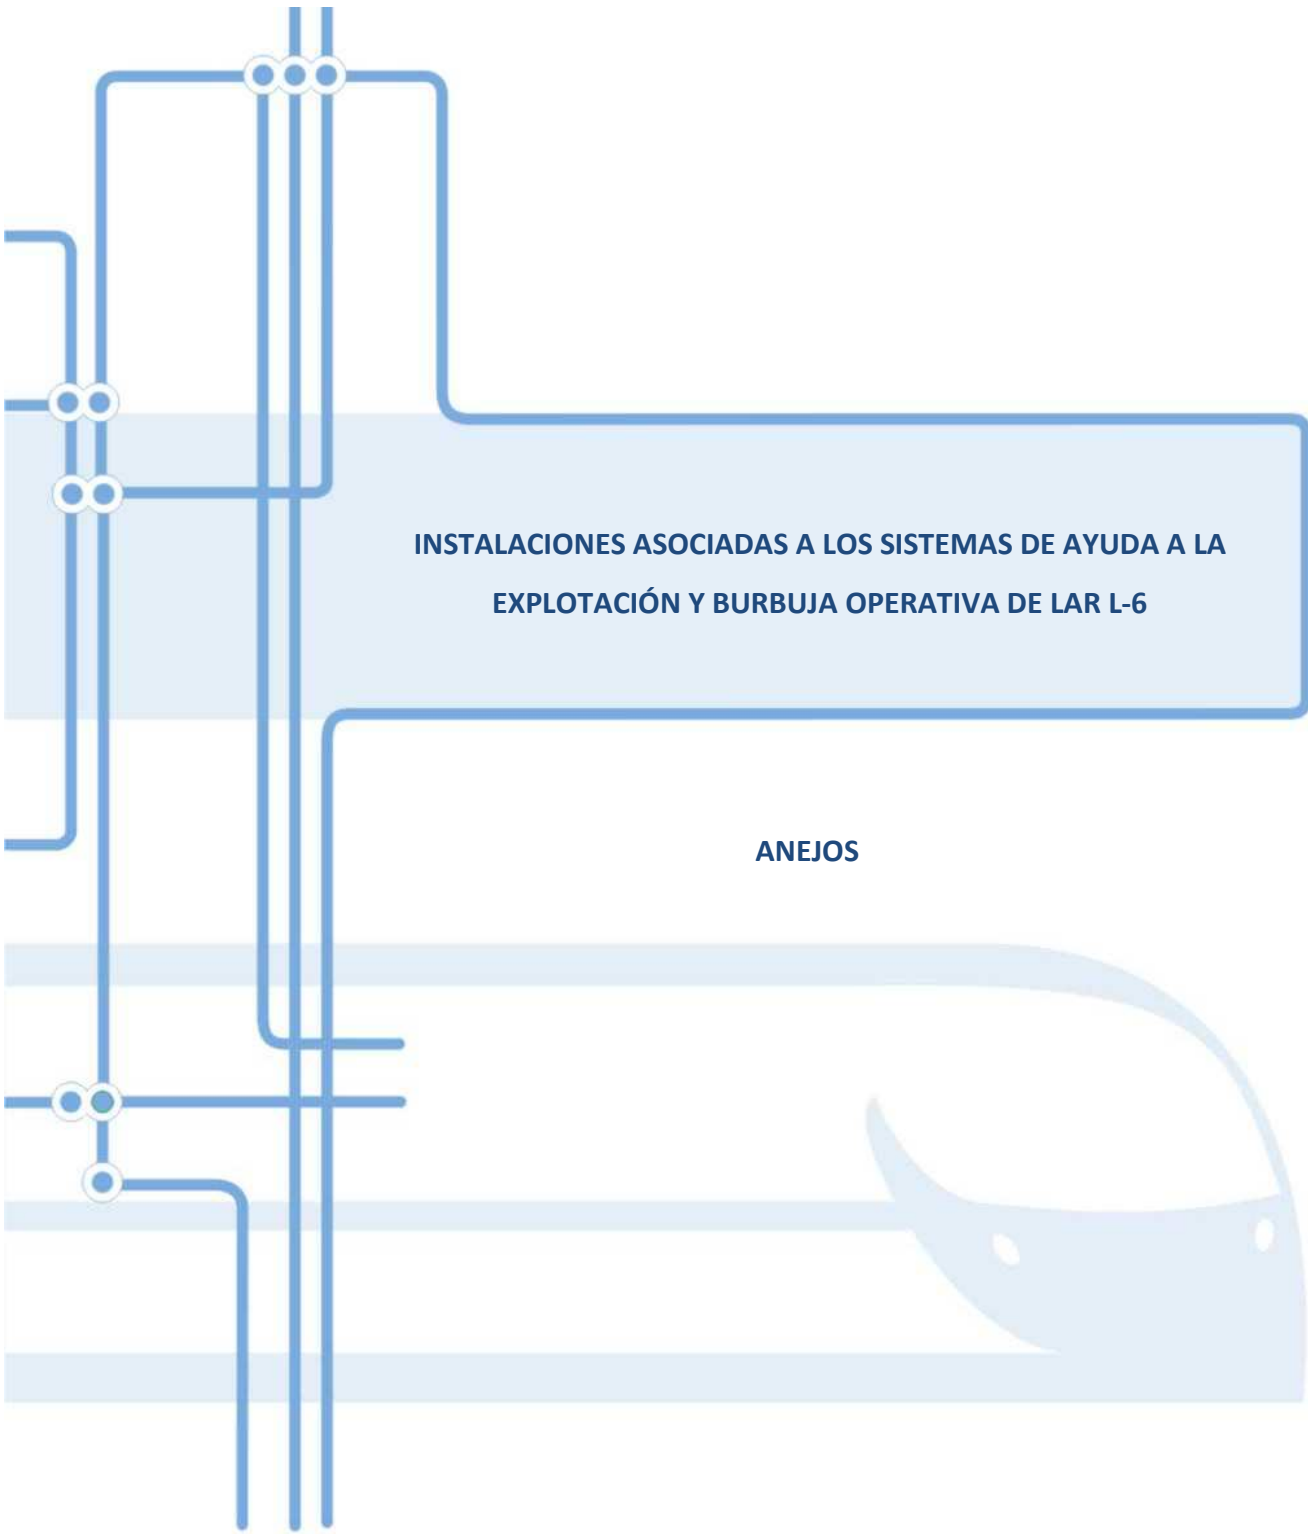 INSTALACIONES ASOCIADAS A LOS SISTEMAS DE AYUDA A LA
EXPLOTACIÓN Y BURBUJA OPERATIVA DE LAR L-6
ANEJOS